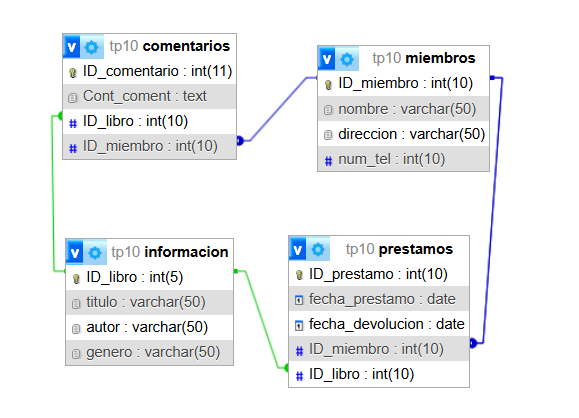 v tp10 comentarios
ID_comentario : int(11)
Cont_coment : text
# ID_libro : int(10)
# ID_miembro : int(10)
v tp10 miembros
ID_miembro : int(10)
nombre : varchar(50)
direccion : varchar(50)
# num_tel : int(10)
v tp10 informacion
ID_libro : int(5)
titulo : varchar(50)
autor : varchar(50)
genero : varchar(50)
v tp10 prestamos
ID_prestamo : int(10)
fecha_prestamo : date
fecha_devolucion : date
# ID_miembro : int(10)
# ID_libro : int(10)